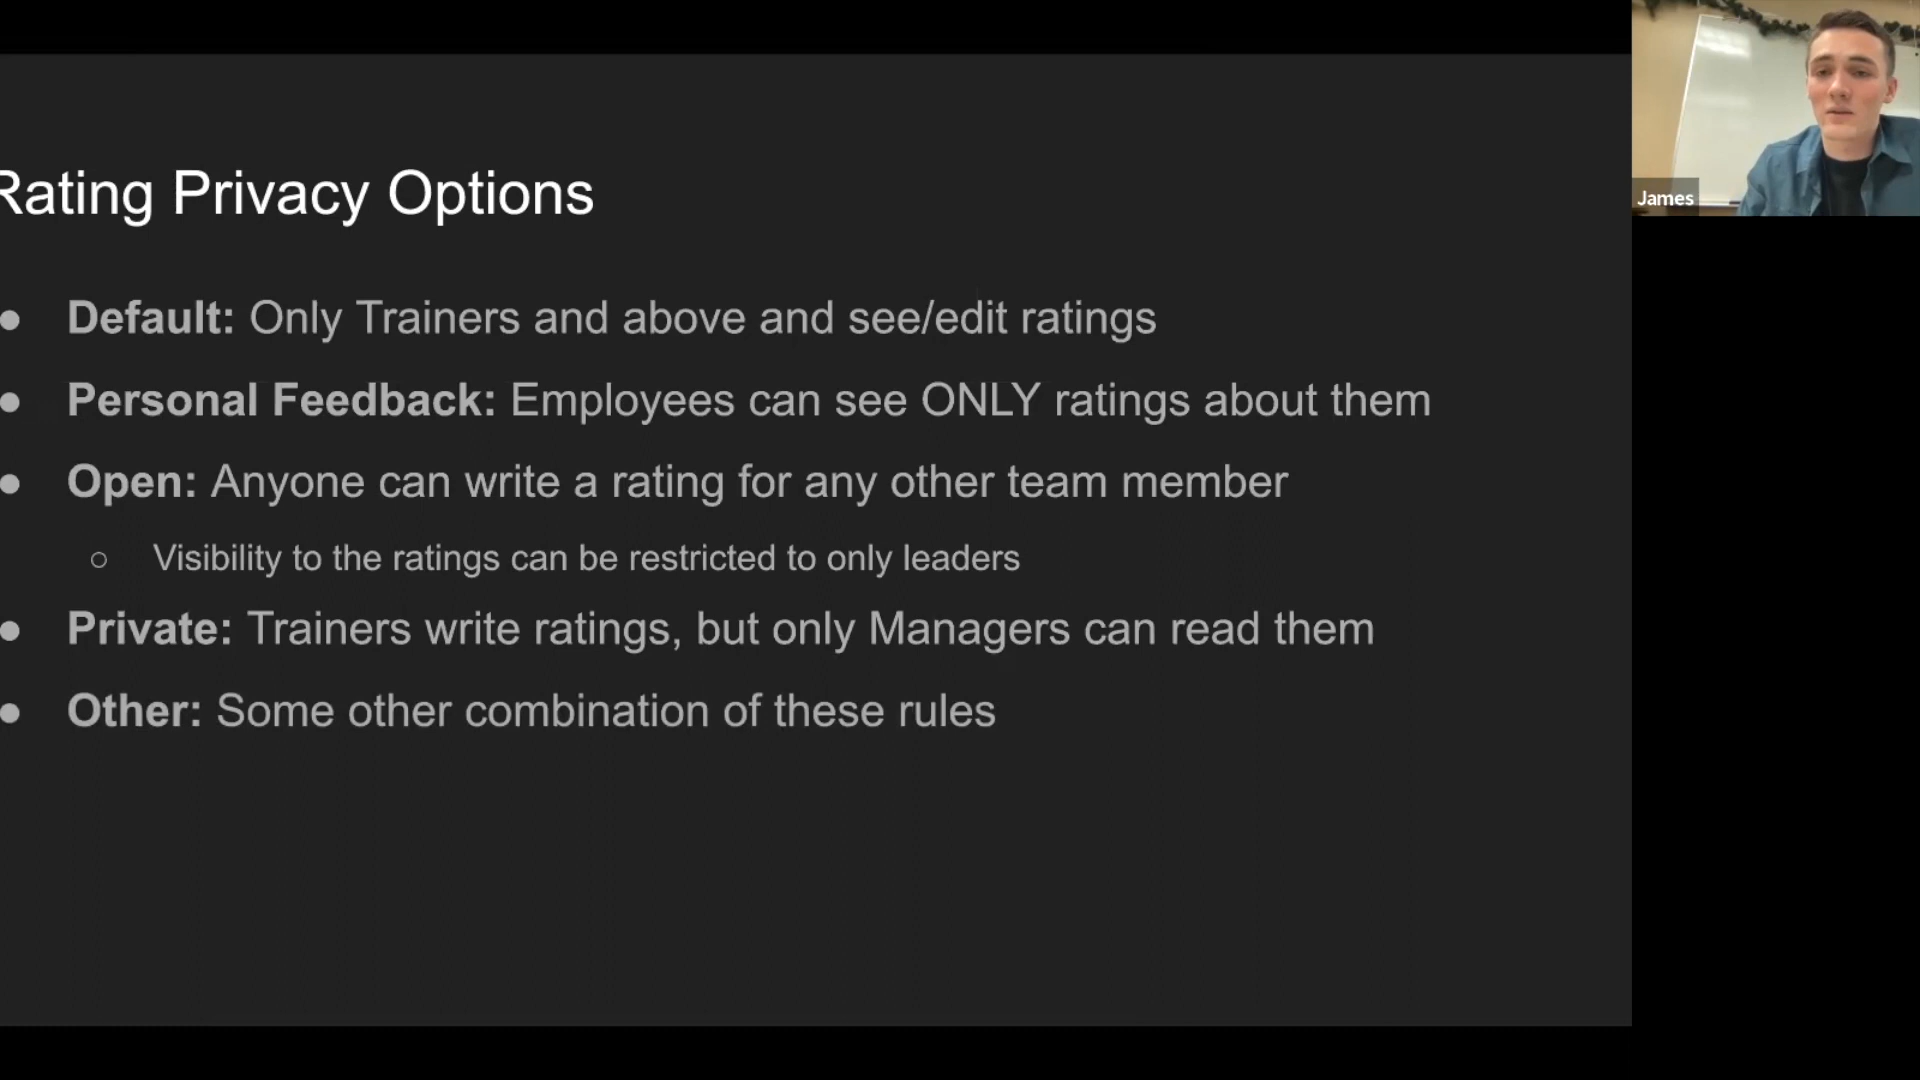 Rating Privacy Options
● Default: Only Trainers and above and see/edit ratings
● Personal Feedback: Employees can see ONLY ratings about them
● Open: Anyone can write a rating for any other team member
○ Visibility to the ratings can be restricted to only leaders
● Private: Trainers write ratings, but only Managers can read them
● Other: Some other combination of these rules
James